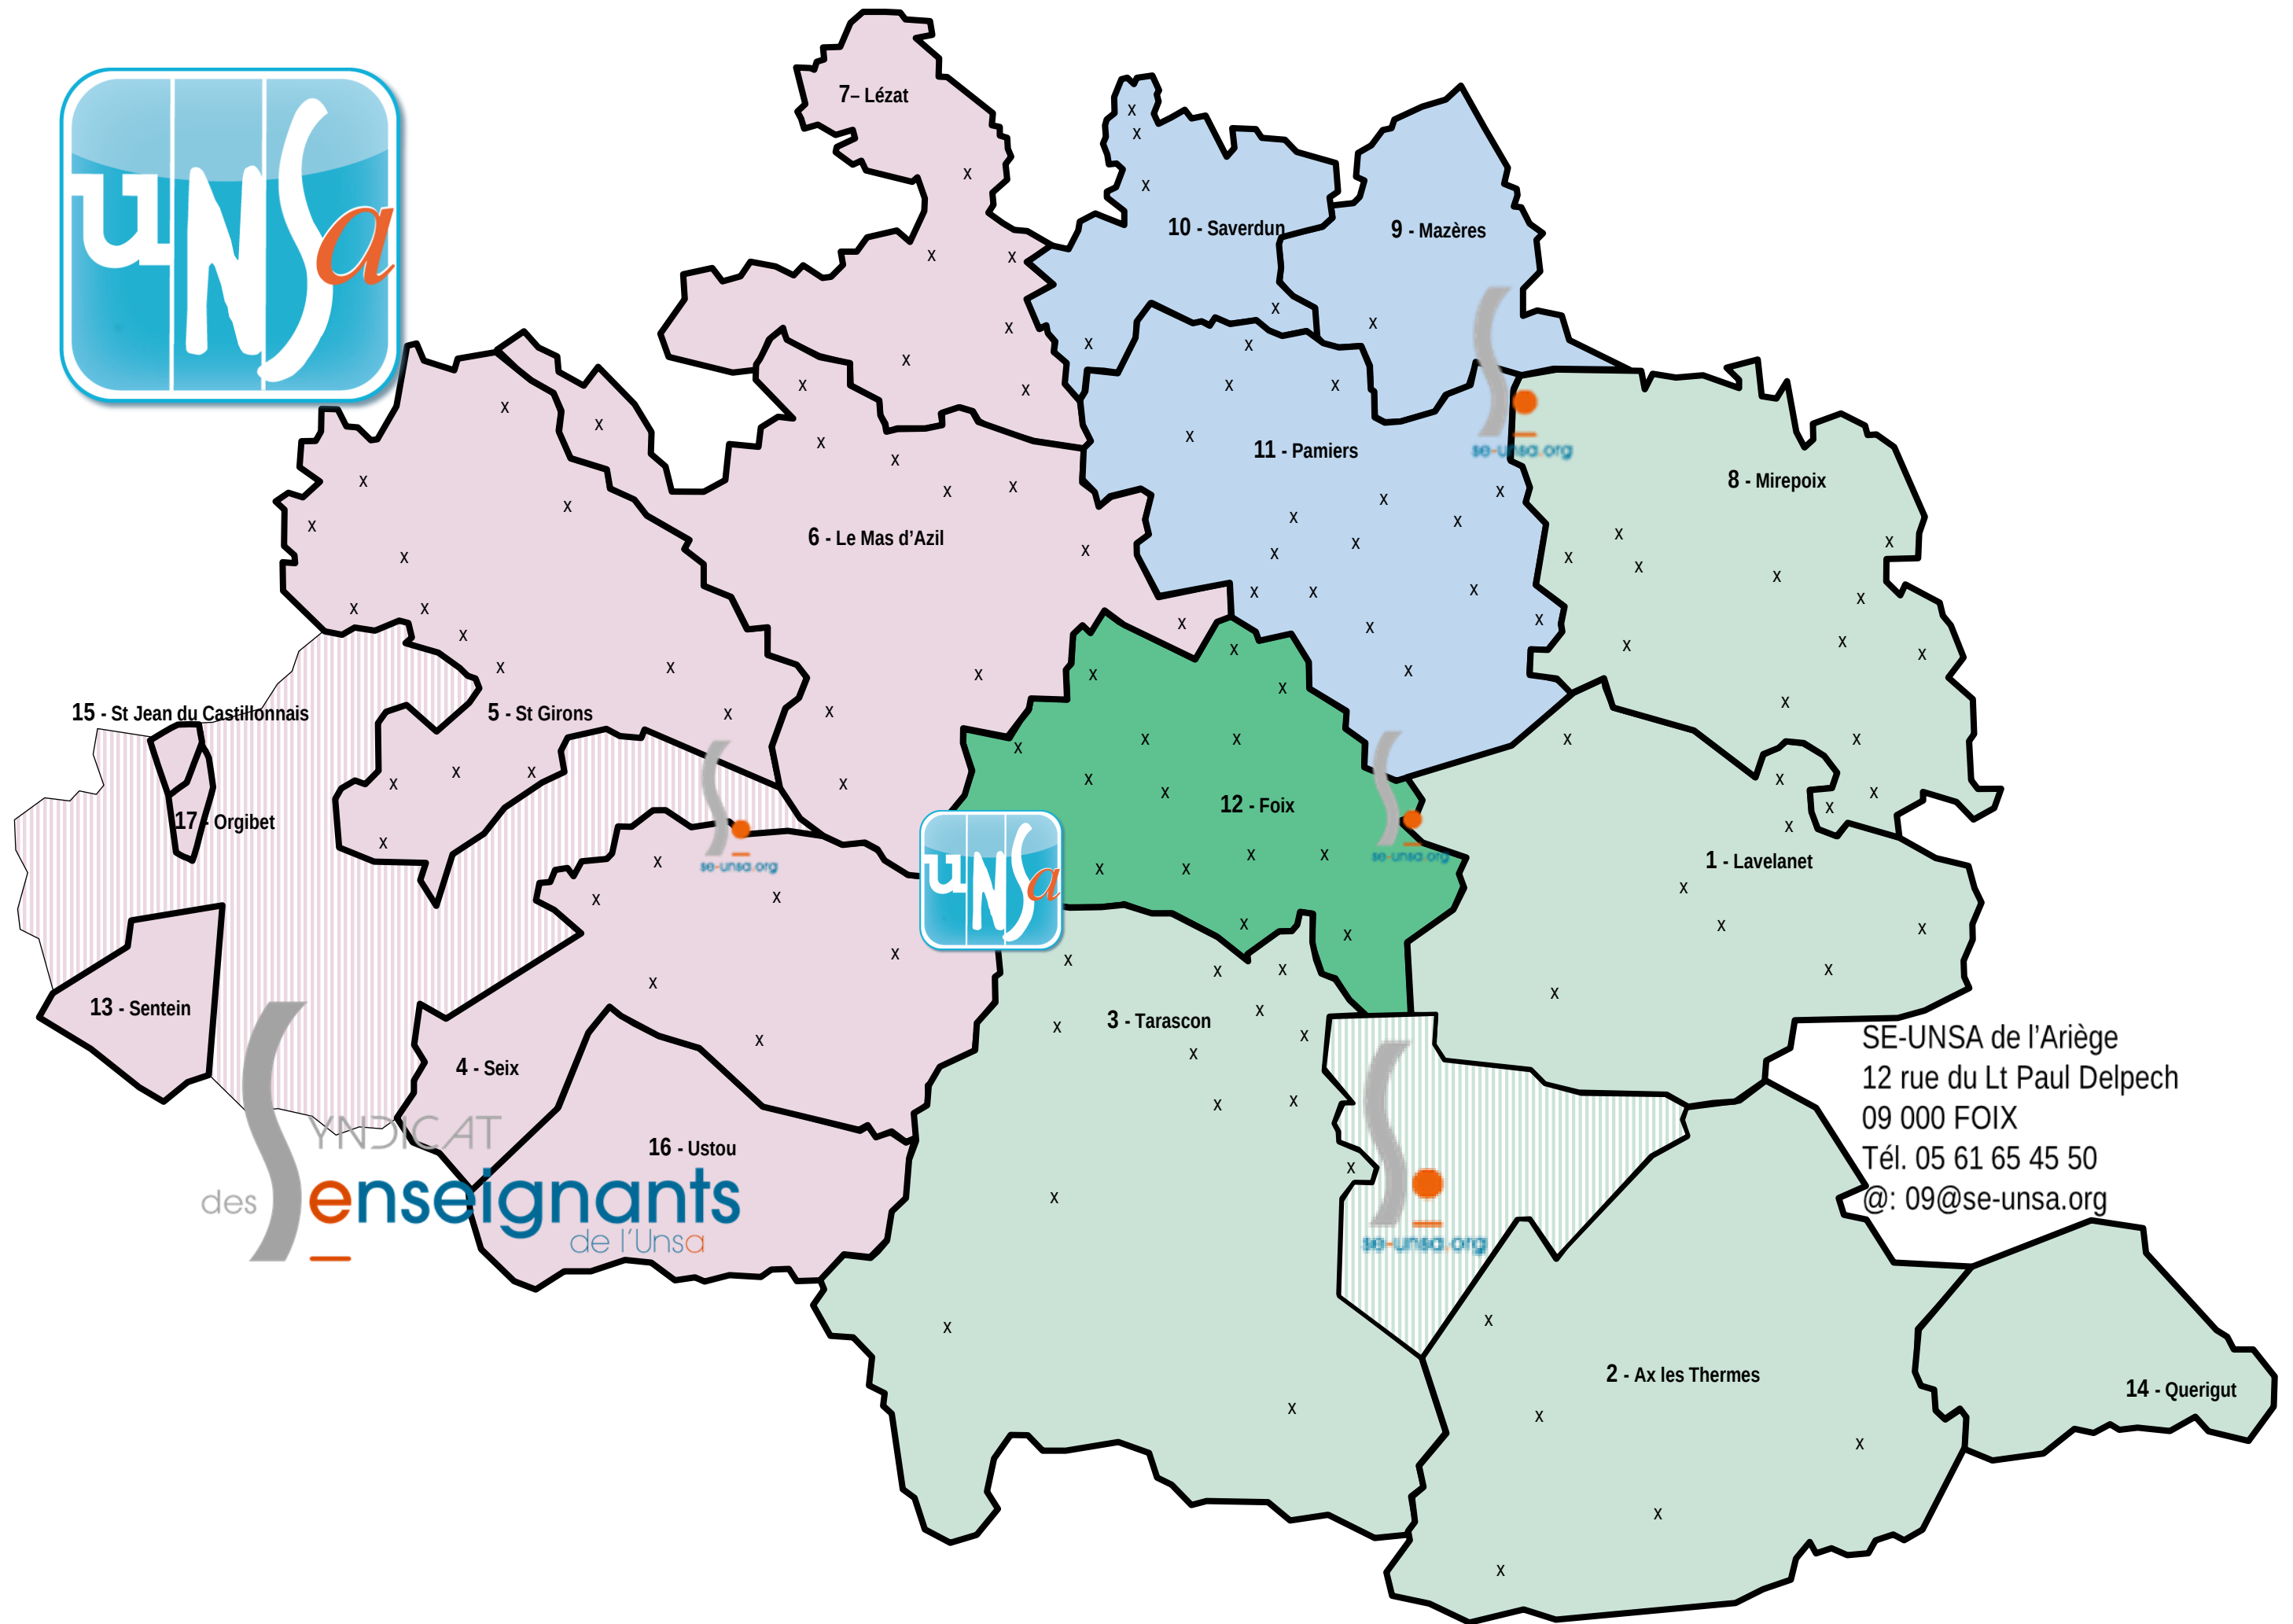 uNSa
7– Lézat
10 - Saverdun
9 - Mazères
se-unsa.org
11 - Pamiers
8 - Mirepoix
6 - Le Mas d’Azil
15 - St Jean du Castillonnais
5 - St Girons
17 - Orgibet
12 - Foix
se-unsa.org
se-unsa.org
1 - Lavelanet
uNSa
13 - Sentein
3 - Tarascon
4 - Seix
SE-UNSA de l’Ariège
12 rue du Lt Paul Delpech
09 000 FOIX
Tél. 05 61 65 45 50
@: 09@se-unsa.org
16 - Ustou
SYNDICAT
des Enseignants
de l’Unsa
se-unsa.org
2 - Ax les Thermes
14 - Querigut